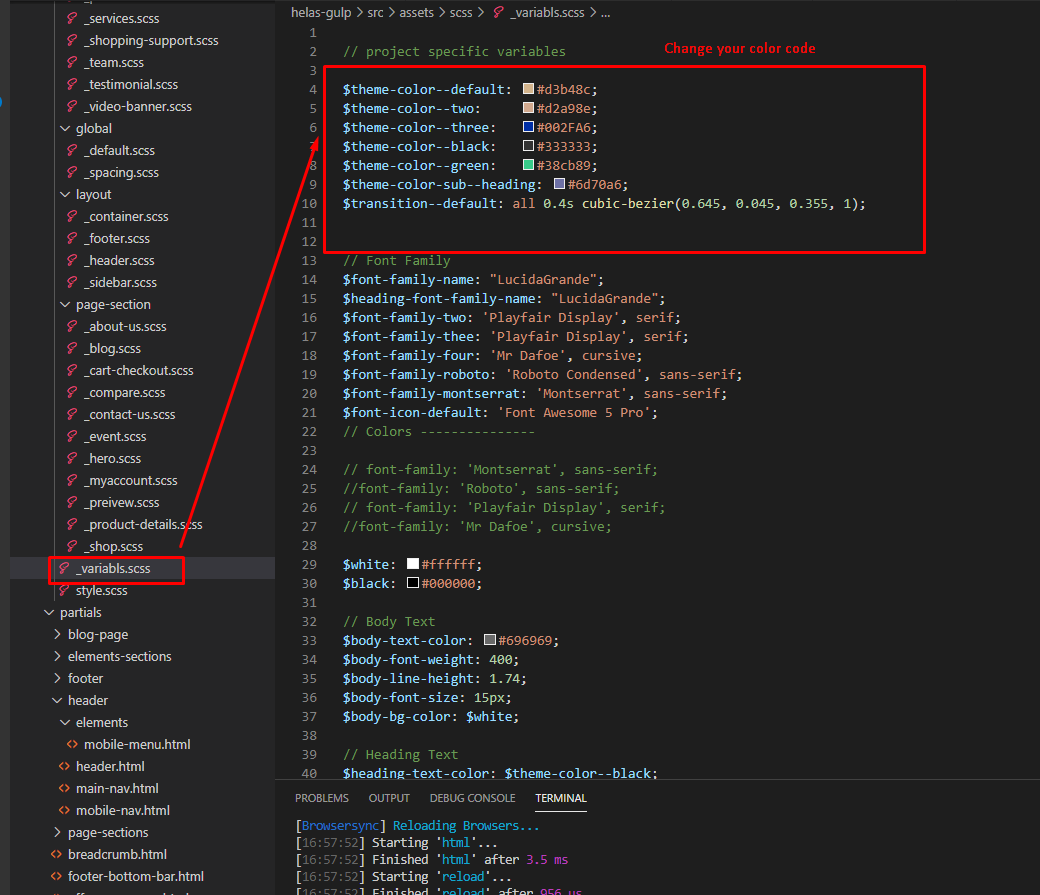 _services.scss
_shopping-support.scss
_team.scss
_testimonial.scss
_video-banner.scss
global
_default.scss
_spacing.scss
layout
_container.scss
_footer.scss
_header.scss
_sidebar.scss
page-section
_about-us.scss
_blog.scss
_cart-checkout.scss
_compare.scss
_contact-us.scss
_event.scss
_hero.scss
_myaccount.scss
_preivew.scss
_product-details.scss
_shop.scss
_variabls.scss
style.scss
partials
blog-page
elements-sections
footer
header
elements
mobile-menu.html
header.html
main-nav.html
mobile-nav.html
page-sections
breadcrumb.html
footer-bottom-bar.html
helas-gulp > src > assets > scss > _variabls.scss > ...
Change your color code
1
2 // project specific variables
3
4 $theme-color--default: #d3b48c;
5 $theme-color--two: #d2a98e;
6 $theme-color--three: #002FA6;
7 $theme-color--black: #333333;
8 $theme-color--green: #38cb89;
9 $theme-color-sub--heading: #6d70a6;
10 $transition--default: all 0.4s cubic-bezier(0.645, 0.045, 0.355, 1);
11
12
13 // Font Family
14 $font-family-name: "LucidaGrande";
15 $heading-font-family-name: "LucidaGrande";
16 $font-family-two: 'Playfair Display', serif;
17 $font-family-thee: 'Playfair Display', serif;
18 $font-family-four: 'Mr Dafoe', cursive;
19 $font-family-roboto: 'Roboto Condensed', sans-serif;
20 $font-family-montserrat: 'Montserrat', sans-serif;
21 $font-icon-default: 'Font Awesome 5 Pro';
22 // Colors ---------------
23
24 // font-family: 'Montserrat', sans-serif;
25 //font-family: 'Roboto', sans-serif;
26 // font-family: 'Playfair Display', serif;
27 //font-family: 'Mr Dafoe', cursive;
28
29 $white: #ffffff;
30 $black: #000000;
31
32 // Body Text
33 $body-text-color: #696969;
34 $body-font-weight: 400;
35 $body-line-height: 1.74;
36 $body-font-size: 15px;
37 $body-bg-color: $white;
38
39 // Heading Text
40 $heading-text-color: $theme-color--black;
PROBLEMS OUTPUT DEBUG CONSOLE TERMINAL
[Browsersync] Reloading Browsers...
[16:57:52] Starting 'html'...
[16:57:52] Finished 'html' after 3.5 ms
[16:57:52] Starting 'reload'...
[16:57:52] Finished 'reload' after 956 μs